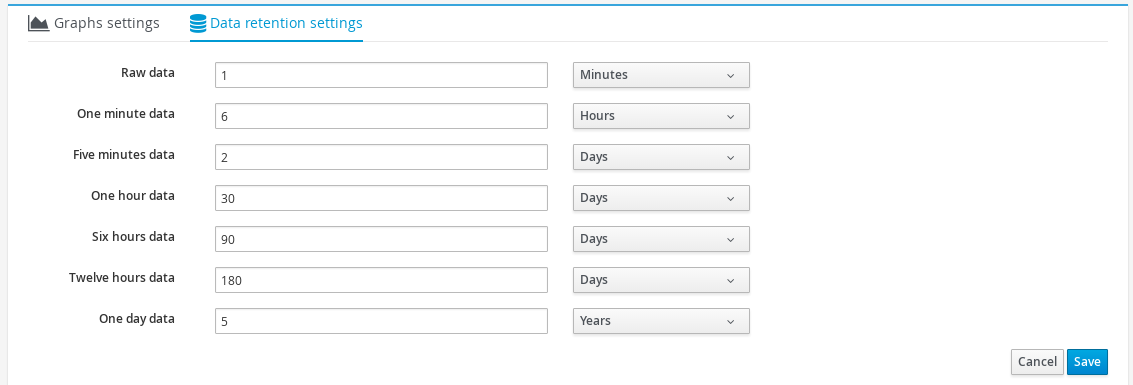 Graphs settings Data retention settings
Raw data 1 Minutes
One minute data 6 Hours
Five minutes data 2 Days
One hour data 30 Days
Six hours data 90 Days
Twelve hours data 180 Days
One day data 5 Years
Cancel Save